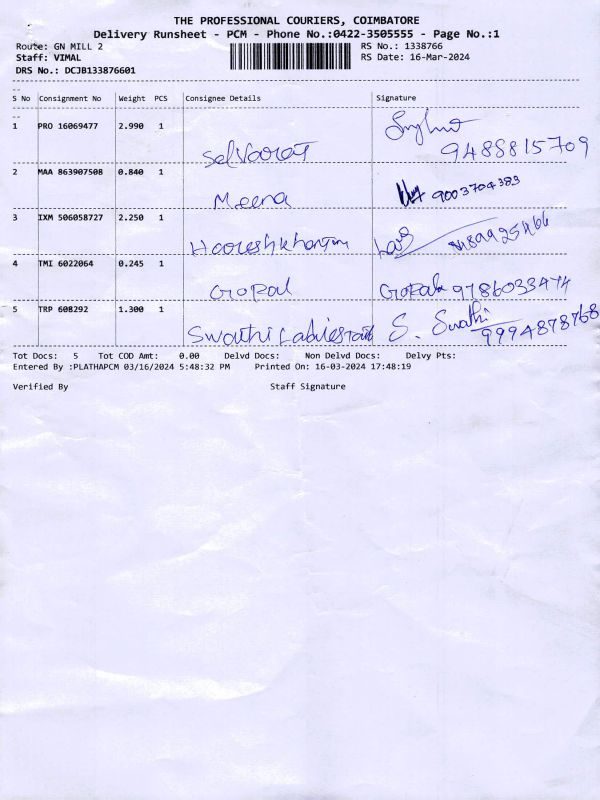 THE PROFESSIONAL COURIERS, COIMBATORE
Delivery Runsheet - PCM - Phone No.:0422-3505555 - Page No.:1
Route: GN MILL 2 RS No.: 1338766
Staff: VIMAL RS Date: 16-Mar-2024
DRS No.: DCJB133876601
S No Consignment No Weight PCS Consignee Details Signature
1 PRO 16069477 2.990 1
Selvaraj 9488815709
2 MAA 863907508 0.840 1
Meena 9003704383
3 IXM 506058727 2.250 1
4 TMI 6022064 0.245 1
GOPAL GOPAL 9786033474
5 TRP 608292 1.300 1
Swathi S. Swathi
9994878768
Tot Docs: 5 Tot COD Amt: 0.00 Delvd Docs: Non Delvd Docs: Delvy Pts:
Entered By :PLATHAPCM 03/16/2024 5:48:32 PM Printed On: 16-03-2024 17:48:19
Verified By Staff Signature